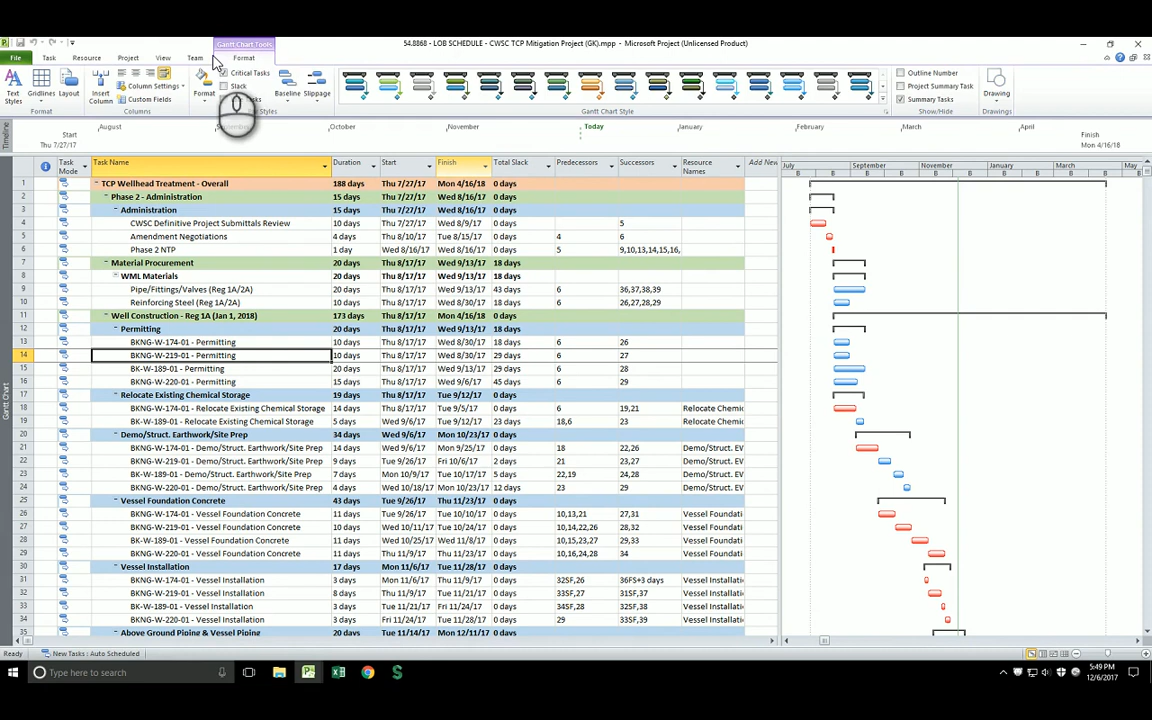 Gantt Chart Tools
54.8868 - LOB SCHEDULE - CWSC TCP Mitigation Project (GK).mpp - Microsoft Project (Unlicensed Product)
File Task Resource Project View Team Format
Text Styles Gridlines Layout Insert Column Column Settings Custom Fields Format Critical Tasks Stack Tasks Baseline Slippage Outline Number Project Summary Task Summary Tasks Drawing
Format Columns Bar Styles Gantt Chart Style Show/Hide Drawings
Timeline
August October November Today January February March April
Start
Thu 7/27/17
Finish
Mon 4/16/18
Task Mode Task Name Duration Start Finish Total Slack Predecessors Successors Resource Names Add New
July September November January March May
B B B B B B B B B B B
Gantt Chart
1 TCP Wellhead Treatment - Overall 188 days Thu 7/27/17 Mon 4/16/18 0 days
2 Phase 2 - Administration 15 days Thu 7/27/17 Wed 8/16/17 0 days
3 Administration 15 days Thu 7/27/17 Wed 8/16/17 0 days
4 CWSC Definitive Project Submittals Review 10 days Thu 7/27/17 Wed 8/9/17 0 days 5
5 Amendment Negotiations 4 days Thu 8/10/17 Tue 8/15/17 0 days 4 6
6 Phase 2 NTP 1 day Wed 8/16/17 Wed 8/16/17 0 days 5 9,10,13,14,15,16,
7 Material Procurement 20 days Thu 8/17/17 Wed 9/13/17 18 days
8 WML Materials 20 days Thu 8/17/17 Wed 9/13/17 18 days
9 Pipe/Fittings/Valves (Reg 1A/2A) 20 days Thu 8/17/17 Wed 9/13/17 43 days 6 36,37,38,39
10 Reinforcing Steel (Reg 1A/2A) 10 days Thu 8/17/17 Wed 8/30/17 18 days 6 26,27,28,29
11 Well Construction - Reg 1A (Jan 1, 2018) 173 days Thu 8/17/17 Mon 4/16/18 0 days
12 Permitting 20 days Thu 8/17/17 Wed 9/13/17 18 days
13 BKNG-W-174-01 - Permitting 10 days Thu 8/17/17 Wed 8/30/17 18 days 6 26
14 BKNG-W-219-01 - Permitting 10 days Thu 8/17/17 Wed 8/30/17 29 days 6 27
15 BK-W-189-01 - Permitting 20 days Thu 8/17/17 Wed 9/13/17 29 days 6 28
16 BKNG-W-220-01 - Permitting 15 days Thu 8/17/17 Wed 9/6/17 45 days 6 29
17 Relocate Existing Chemical Storage 19 days Thu 8/17/17 Tue 9/12/17 0 days
18 BKNG-W-174-01 - Relocate Existing Chemical Storage 14 days Thu 8/17/17 Tue 9/5/17 0 days 6 19,21 Relocate Chemic
19 BK-W-189-01 - Relocate Existing Chemical Storage 5 days Wed 9/6/17 Tue 9/12/17 23 days 18,6 23 Relocate Chemic
20 Demo/Struct. Earthwork/Site Prep 34 days Wed 9/6/17 Mon 10/23/17 0 days
21 BKNG-W-174-01 - Demo/Struct. Earthwork/Site Prep 14 days Wed 9/6/17 Mon 9/25/17 0 days 18 22,26 Demo/Struct. EV
22 BKNG-W-219-01 - Demo/Struct. Earthwork/Site Prep 9 days Tue 9/26/17 Fri 10/6/17 2 days 21 23,27 Demo/Struct. EV
23 BK-W-189-01 - Demo/Struct. Earthwork/Site Prep 7 days Mon 10/9/17 Tue 10/17/17 5 days 22,19 24,28 Demo/Struct. EV
24 BKNG-W-220-01 - Demo/Struct. Earthwork/Site Prep 4 days Wed 10/18/17 Mon 10/23/17 12 days 23 29 Demo/Struct. EV
25 Vessel Foundation Concrete 43 days Tue 9/26/17 Thu 11/23/17 0 days
26 BKNG-W-174-01 - Vessel Foundation Concrete 11 days Tue 9/26/17 Tue 10/10/17 0 days 10,13,21 27,31 Vessel Foundati
27 BKNG-W-219-01 - Vessel Foundation Concrete 10 days Wed 10/11/17 Tue 10/24/17 0 days 10,14,22,26 28,32 Vessel Foundati
28 BK-W-189-01 - Vessel Foundation Concrete 11 days Wed 10/25/17 Wed 11/8/17 0 days 10,15,23,27 29,33 Vessel Foundati
29 BKNG-W-220-01 - Vessel Foundation Concrete 11 days Thu 11/9/17 Thu 11/23/17 0 days 10,16,24,28 34 Vessel Foundati
30 Vessel Installation 17 days Mon 11/6/17 Tue 11/28/17 0 days
31 BKNG-W-174-01 - Vessel Installation 3 days Mon 11/6/17 Thu 11/9/17 0 days 32SF,26 36FS+3 days Vessel Installati
32 BKNG-W-219-01 - Vessel Installation 8 days Thu 11/9/17 Tue 11/21/17 0 days 33SF,27 31SF,37 Vessel Installati
33 BK-W-189-01 - Vessel Installation 3 days Tue 11/21/17 Fri 11/24/17 0 days 34SF,28 32SF,38 Vessel Installati
34 BKNG-W-220-01 - Vessel Installation 3 days Fri 11/24/17 Tue 11/28/17 0 days 29 33SF,39 Vessel Installati
35 Above Ground Piping & Vessel Piping 20 days Tue 11/14/17 Mon 12/11/17 0 days
Ready New Tasks : Auto Scheduled
Type here to search
5:49 PM
12/6/2017